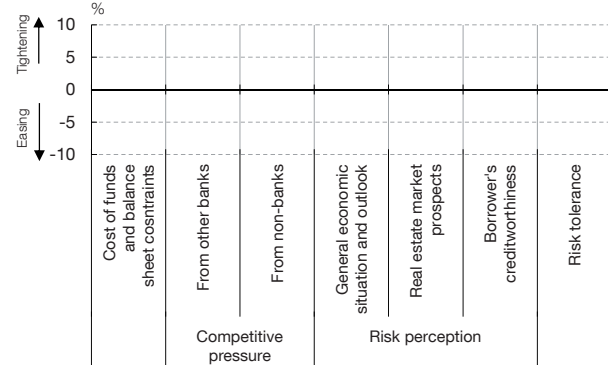 %
Tightening
Easing
10
5
0
-5
-10
Cost of funds
and balance
sheet cosntraints
From other banks
From non-banks
General economic
situation and outlook
Real estate market
prospects
Borrower's
creditworthiness
Risk tolerance
Competitive
pressure
Risk perception